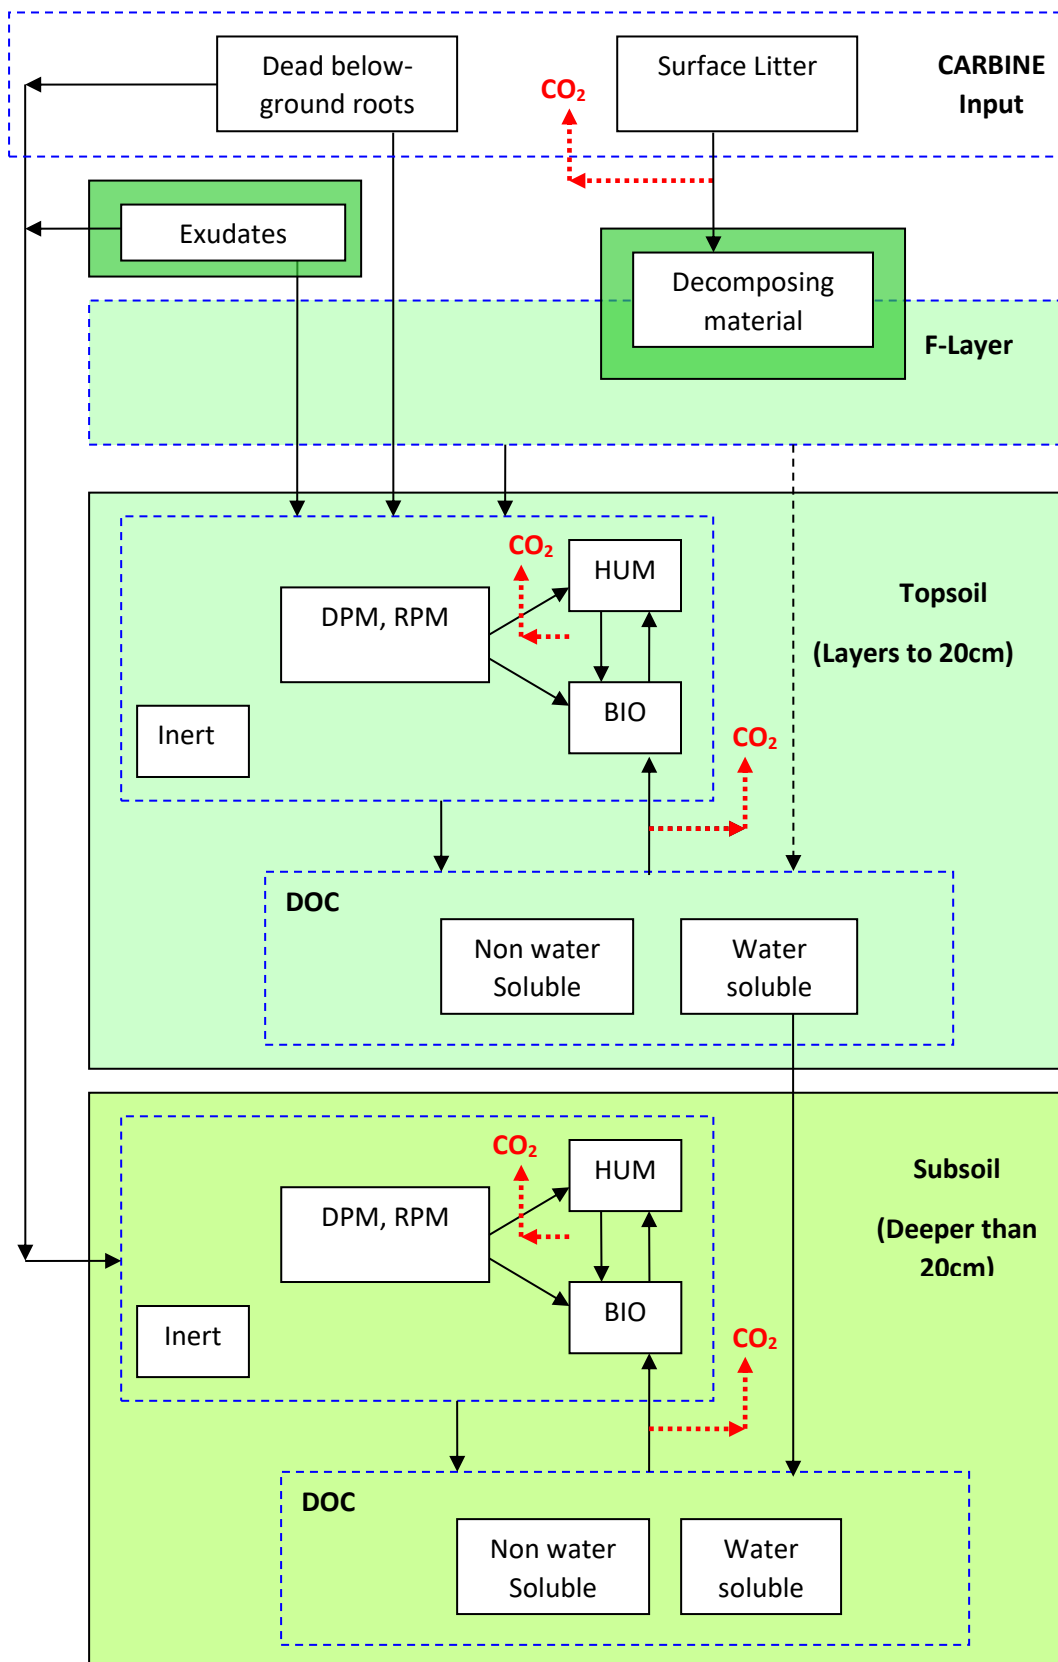 Dead below-
ground roots
Surface Litter
CARBINE
Input
CO₂
Exudates
Decomposing
material
F-Layer
CO₂
HUM
DPM, RPM
Topsoil
(Layers to 20cm)
BIO
Inert
CO₂
DOC
Non water
Soluble
Water
soluble
CO₂
HUM
DPM, RPM
Subsoil
(Deeper than
20cm)
BIO
Inert
CO₂
DOC
Non water
Soluble
Water
soluble